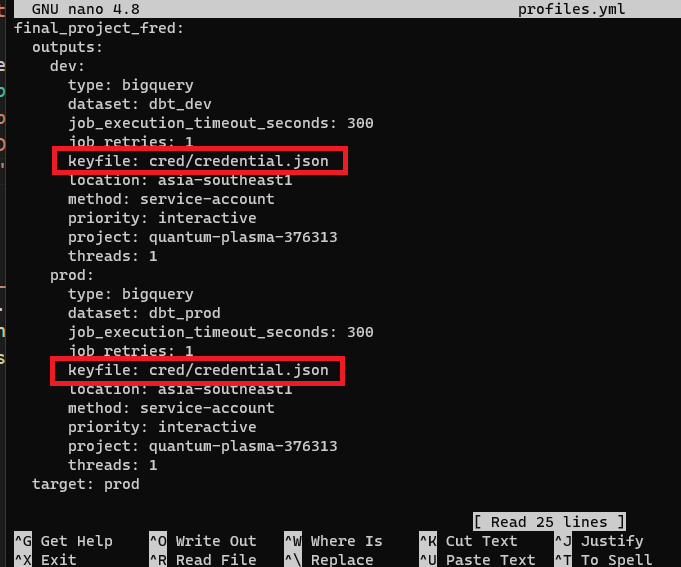 GNU nano 4.8 profiles.yml
final_project_fred:
  outputs:
    dev:
      type: bigquery
      dataset: dbt_dev
      job_execution_timeout_seconds: 300
      job_retries: 1
      keyfile: cred/credential.json
      location: asia-southeast1
      method: service-account
      priority: interactive
      project: quantum-plasma-376313
      threads: 1
    prod:
      type: bigquery
      dataset: dbt_prod
      job_execution_timeout_seconds: 300
      job_retries: 1
      keyfile: cred/credential.json
      location: asia-southeast1
      method: service-account
      priority: interactive
      project: quantum-plasma-376313
      threads: 1
  target: prod
[ Read 25 lines ]
^G Get Help ^O Write Out ^W Where Is ^K Cut Text ^J Justify
^X Exit ^R Read File ^\ Replace ^U Paste Text ^T To Spell